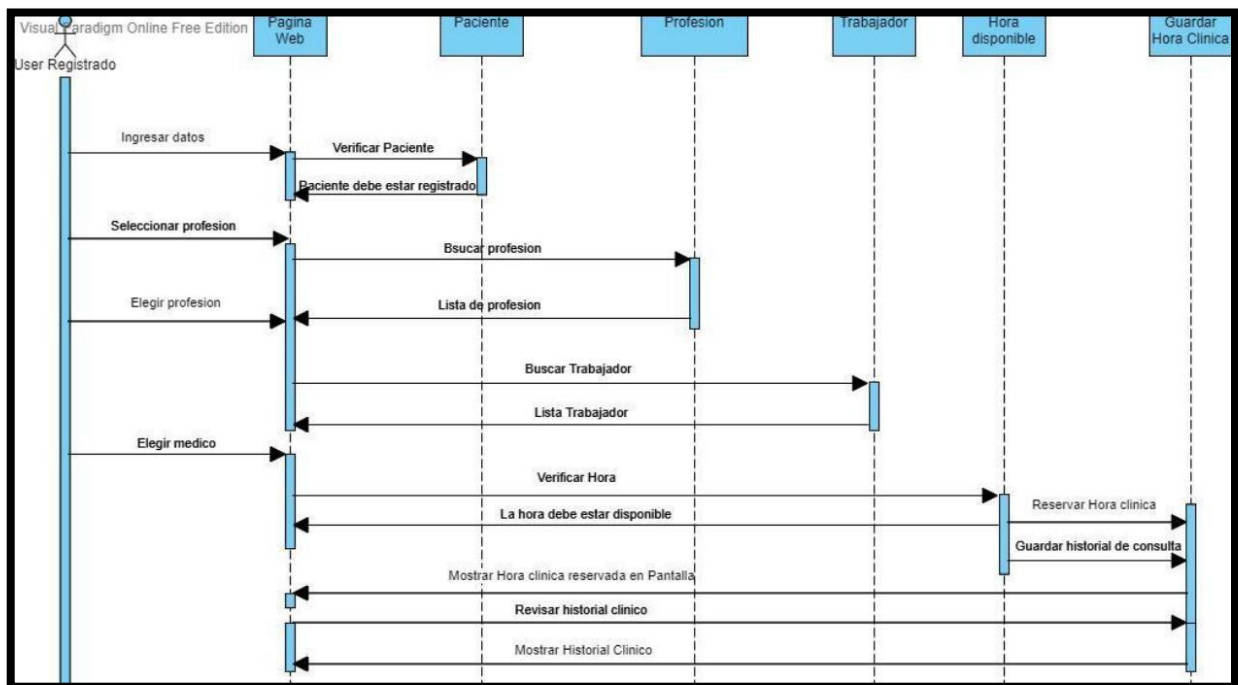 Visual Paradigm Online Free Edition
User Registrado
Pagina
Web
Paciente
Profesion
Trabajador
Hora
disponible
Guardar
Hora Clinica
Ingresar datos
Verificar Paciente
Paciente debe estar registrado
Seleccionar profesion
Bsucar profesion
Elegir profesion
Lista de profesion
Buscar Trabajador
Lista Trabajador
Elegir medico
Verificar Hora
Reservar Hora clinica
La hora debe estar disponible
Guardar historial de consulta
Mostrar Hora clinica reservada en Pantalla
Revisar historial clinico
Mostrar Historial Clinico